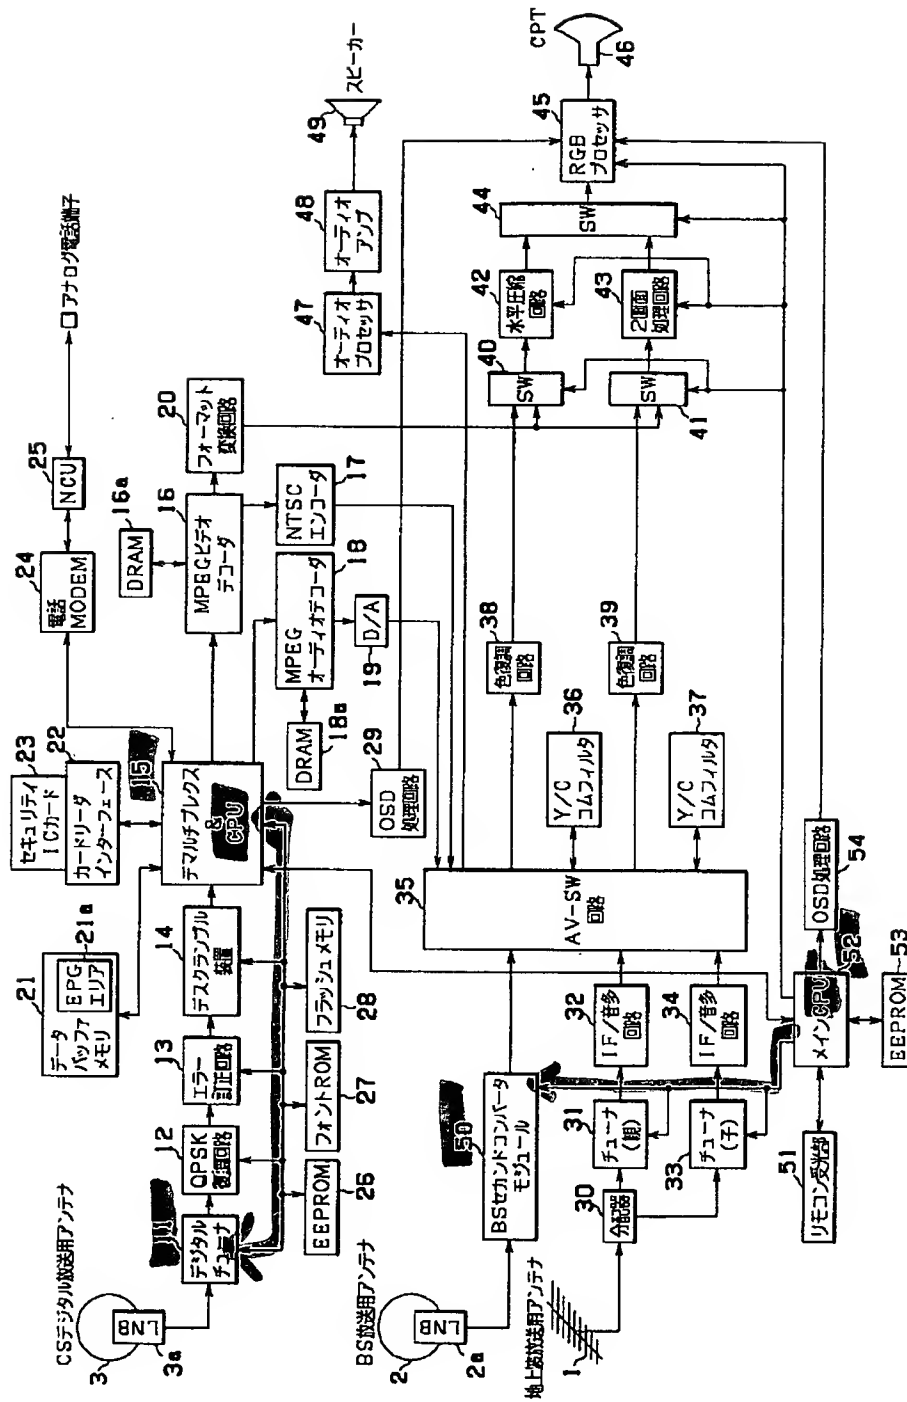 CSデジタル放送用アンテナ
3
LNB
3a
11
デジタル
チューナ
12
QPSK
復調回路
13
エラー
訂正回路
14
デスクランブル
装置
15
デマルチプレクス
&
CPU
21
データ
バッファ
メモリ
21a
EPG
エリア
23
セキュリティ
ICカード
22
カードリーダ
インターフェース
24
電話
MODEM
25
NCU
アナログ電話端子
16a
DRAM
16
MPEGビデオ
デコーダ
20
フォーマット
変換回路
NTSC
エンコーダ
17
MPEG
オーディオデコーダ
18
D/A
19
DRAM
18a
EEPROM
26
フォントROM
27
フラッシュメモリ
28
29
OSD
処理回路
47
オーディオ
プロセッサ
48
オーディオ
アンプ
49
スピーカー
BS放送用アンテナ
2
LNB
2a
50
BSセカンドコンバータ
モジュール
地上波放送用アンテナ
1
30
分配器
31
チューナ
(親)
32
IF/音多
回路
33
チューナ
(子)
34
IF/音多
回路
35
AV-SW
回路
Y/C
コムフィルタ
36
Y/C
コムフィルタ
37
38
色復調
回路
39
色復調
回路
40
SW
SW
41
42
水平圧縮
回路
43
2画面
処理回路
44
SW
45
RGB
プロセッサ
CPT
46
51
リモコン受光部
メインCPU
52
EEPROM
53
OSD処理回路
54